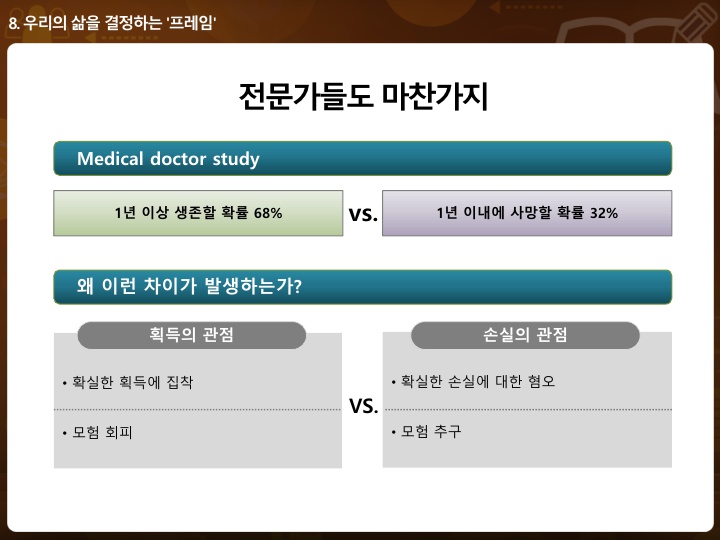 8. 우리의 삶을 결정하는 '프레임'
전문가들도 마찬가지
Medical doctor study
1년 이상 생존할 확률 68%
vs.
1년 이내에 사망할 확률 32%
왜 이런 차이가 발생하는가?
획득의 관점
• 확실한 획득에 집착
• 모험 회피
VS.
손실의 관점
• 확실한 손실에 대한 혐오
• 모험 추구